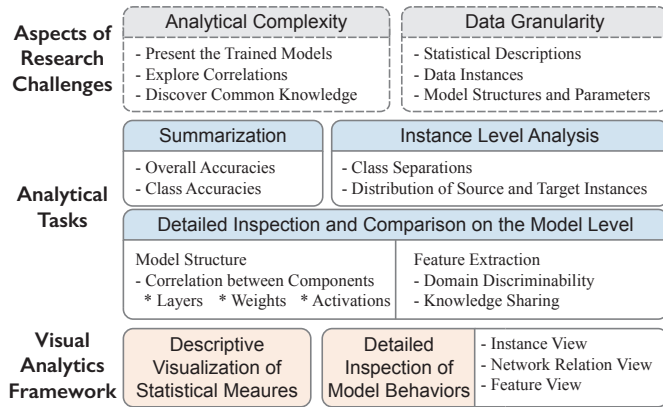 Aspects of
Research
Challenges
Analytical Complexity
- Present the Trained Models
- Explore Correlations
- Discover Common Knowledge
Data Granularity
- Statistical Descriptions
- Data Instances
- Model Structures and Parameters
Analytical
Tasks
Summarization
- Overall Accuracies
- Class Accuracies
Instance Level Analysis
- Class Separations
- Distribution of Source and Target Instances
Detailed Inspection and Comparison on the Model Level
Model Structure
- Correlation between Components
* Layers * Weights * Activations
Feature Extraction
- Domain Discriminability
- Knowledge Sharing
Visual
Analytics
Framework
Descriptive
Visualization of
Statistical Meaures
Detailed
Inspection of
Model Behaviors
- Instance View
- Network Relation View
- Feature View